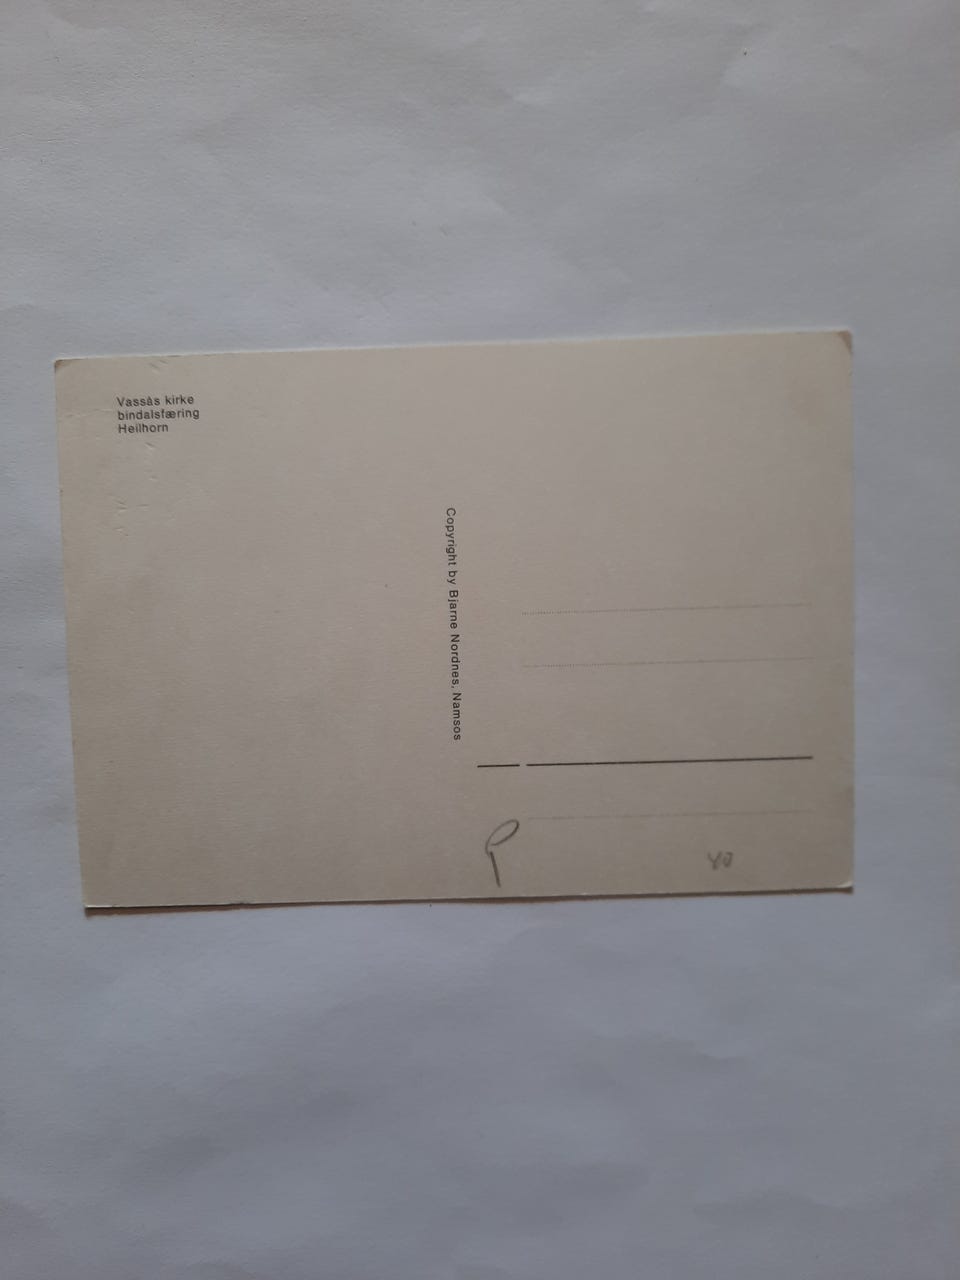 Vassås kirke
bindalsfæring
Heilhorn
Copyright by Bjarne Nordnes, Namsos